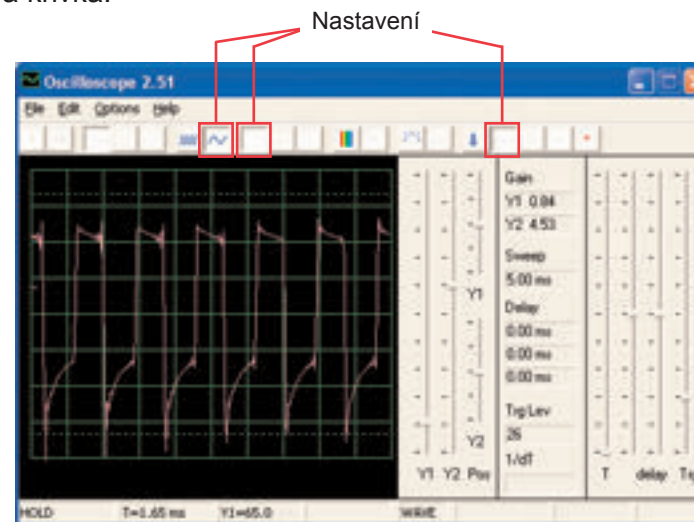 a křivka.
Nastavení
Oscilloscope 2.51
File Edit Options Help
Gain
Y1 0.84
Y2 4.53
Sweep
5.00 ms
Delay
0.00 ms
0.00 ms
0.00 ms
Trg Lev
26
1/dT
Y1
Y2
Y1 Y2 Pos
T delay Trg
HOLD T=1.65 ms Y1=65.0 WAVE